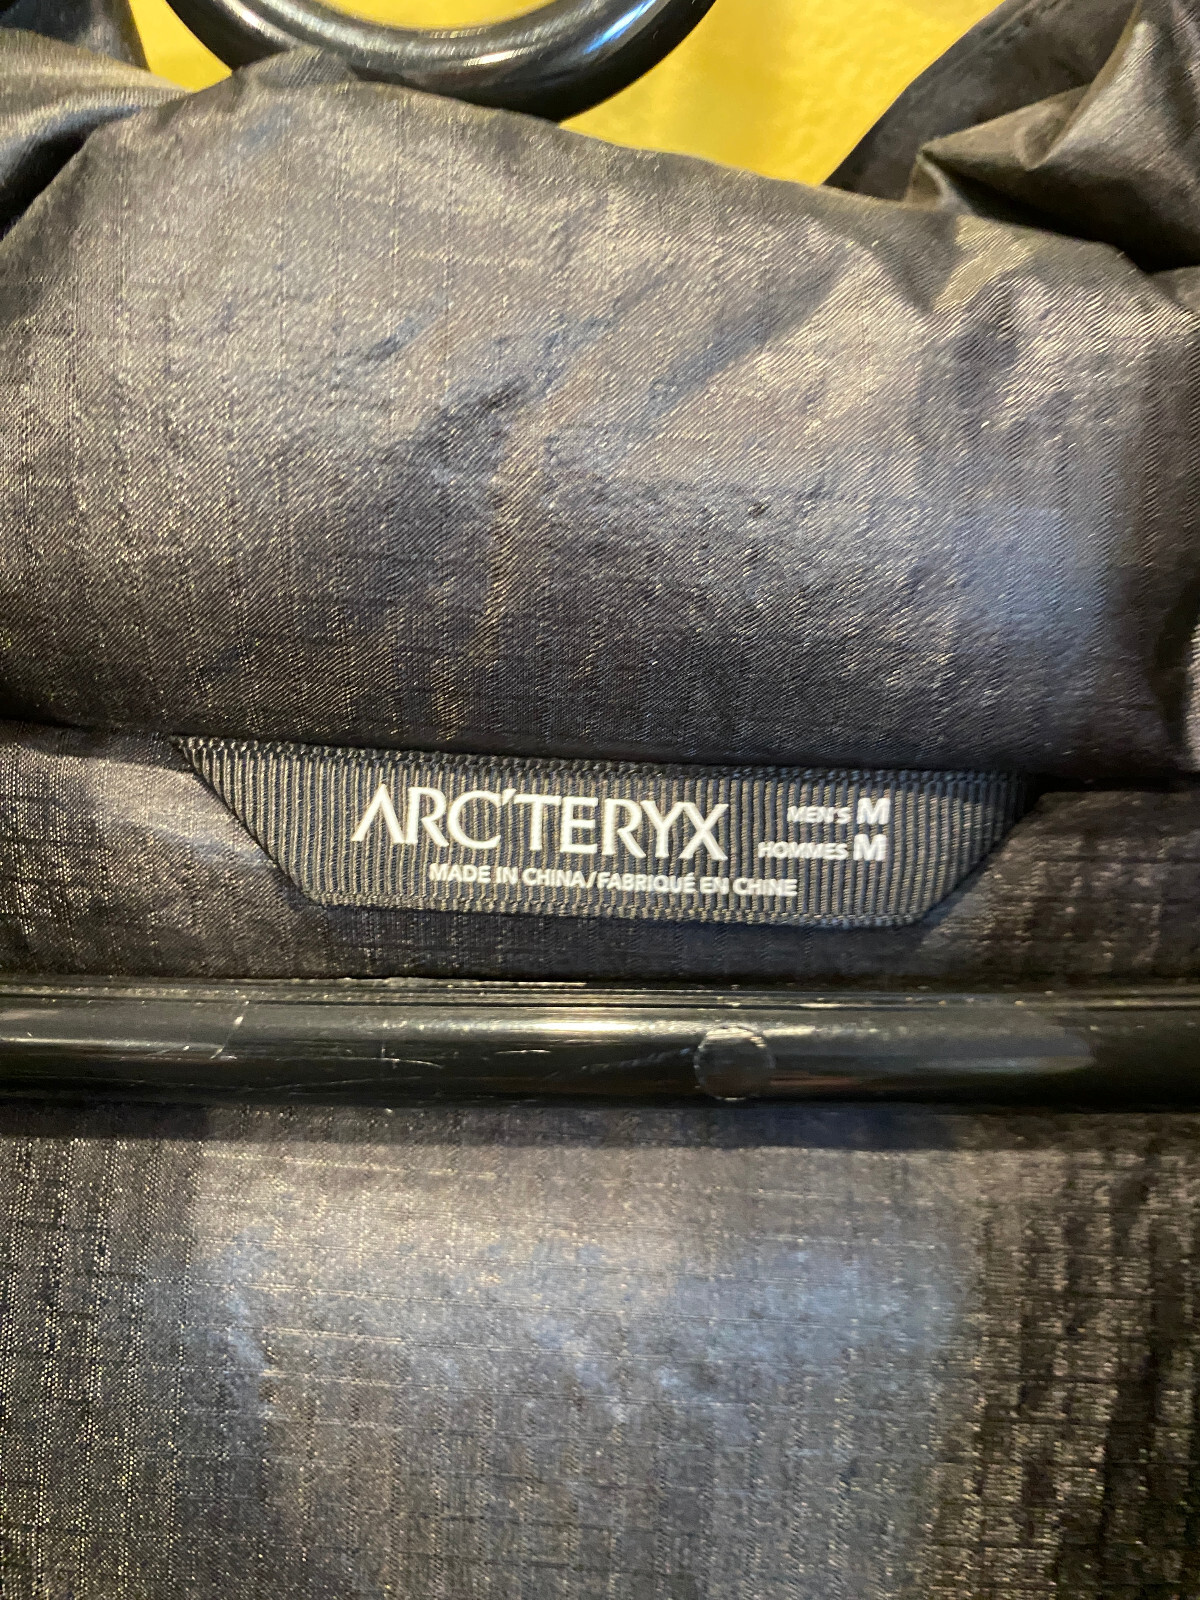 ARC'TERYX
MEN'S M
HOMMES M
MADE IN CHINA/FABRIQUÉ EN CHINE